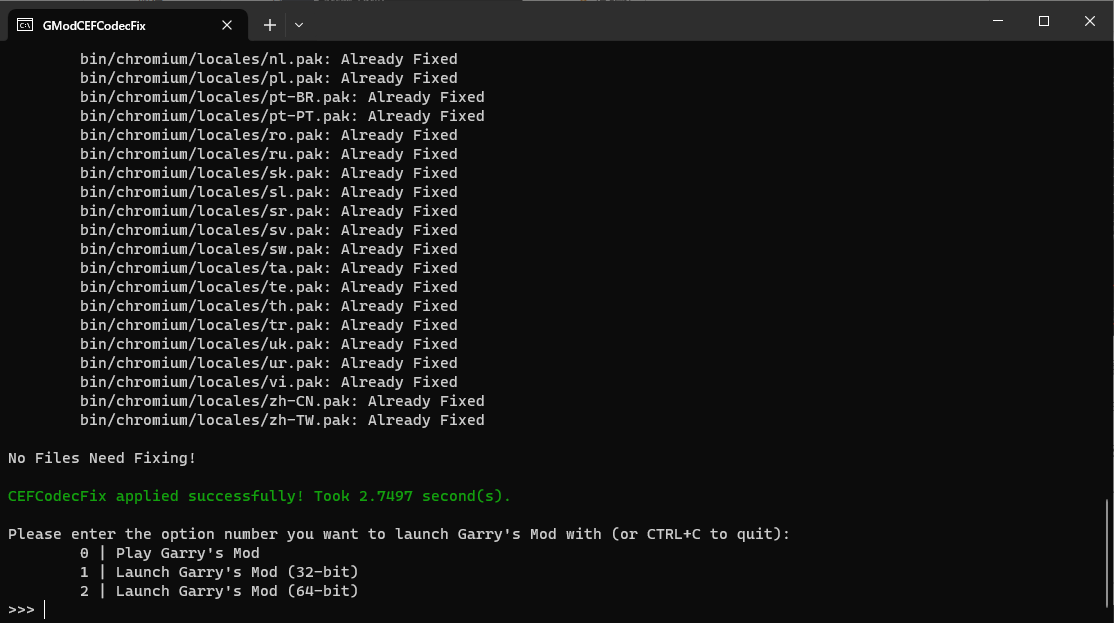 GModCEFCodecFix
bin/chromium/locales/nl.pak: Already Fixed
bin/chromium/locales/pl.pak: Already Fixed
bin/chromium/locales/pt-BR.pak: Already Fixed
bin/chromium/locales/pt-PT.pak: Already Fixed
bin/chromium/locales/ro.pak: Already Fixed
bin/chromium/locales/ru.pak: Already Fixed
bin/chromium/locales/sk.pak: Already Fixed
bin/chromium/locales/sl.pak: Already Fixed
bin/chromium/locales/sr.pak: Already Fixed
bin/chromium/locales/sv.pak: Already Fixed
bin/chromium/locales/sw.pak: Already Fixed
bin/chromium/locales/ta.pak: Already Fixed
bin/chromium/locales/te.pak: Already Fixed
bin/chromium/locales/th.pak: Already Fixed
bin/chromium/locales/tr.pak: Already Fixed
bin/chromium/locales/uk.pak: Already Fixed
bin/chromium/locales/ur.pak: Already Fixed
bin/chromium/locales/vi.pak: Already Fixed
bin/chromium/locales/zh-CN.pak: Already Fixed
bin/chromium/locales/zh-TW.pak: Already Fixed
No Files Need Fixing!
CEFCodecFix applied successfully! Took 2.7497 second(s).
Please enter the option number you want to launch Garry's Mod with (or CTRL+C to quit):
0 | Play Garry's Mod
1 | Launch Garry's Mod (32-bit)
2 | Launch Garry's Mod (64-bit)
>>>